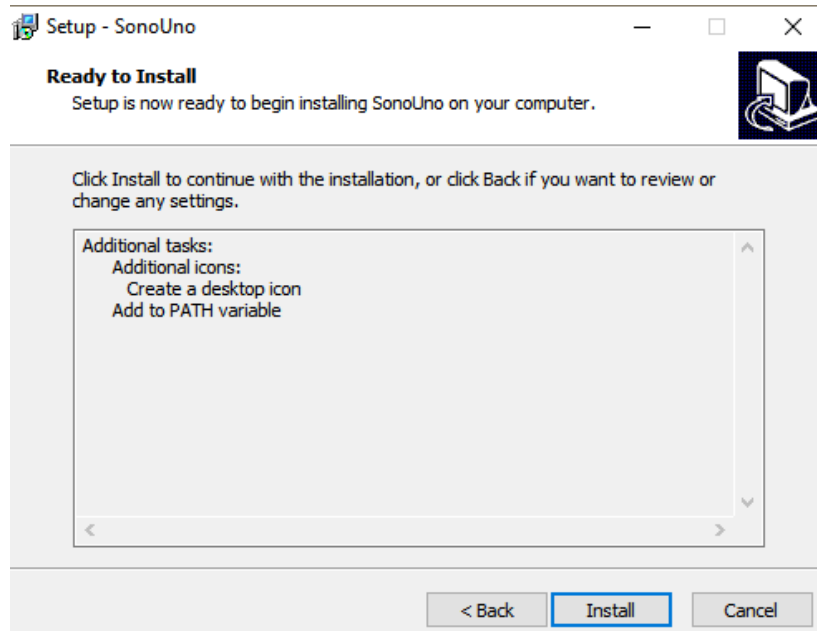 Setup - SonoUno
Ready to Install
Setup is now ready to begin installing SonoUno on your computer.
Click Install to continue with the installation, or click Back if you want to review or
change any settings.
Additional tasks:
Additional icons:
Create a desktop icon
Add to PATH variable
< Back Install Cancel